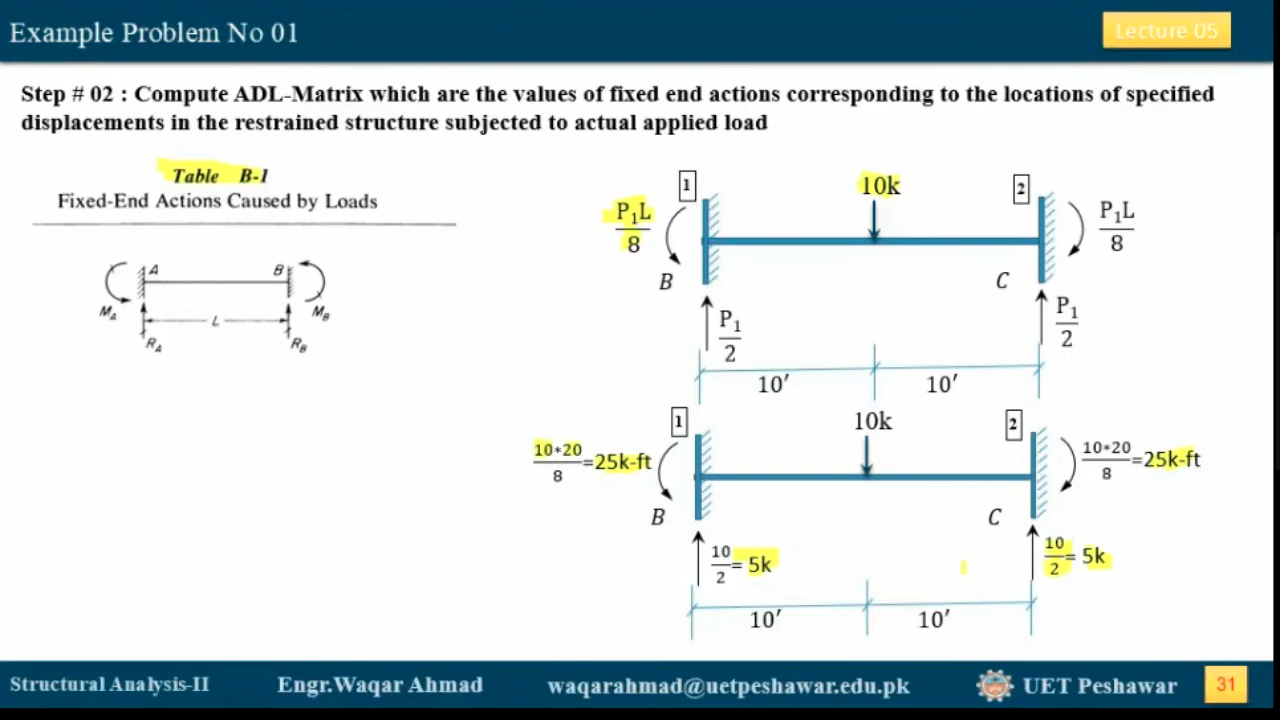 Example Problem No 01
Lecture 05
Step # 02 : Compute ADL-Matrix which are the values of fixed end actions corresponding to the locations of specified
displacements in the restrained structure subjected to actual applied load
Table B-1
Fixed-End Actions Caused by Loads
A
B
M_A
M_B
L
R_A
R_B
1
10k
2
P₁L
8
P₁L
8
B
C
P₁
2
P₁
2
10′
10′
1
10k
2
10*20
8
=25k-ft
10*20
8
=25k-ft
B
C
10
2
= 5k
10
2
= 5k
10′
10′
Structural Analysis-II
Engr.Waqar Ahmad
waqarahmad@uetpeshawar.edu.pk
UET Peshawar
31